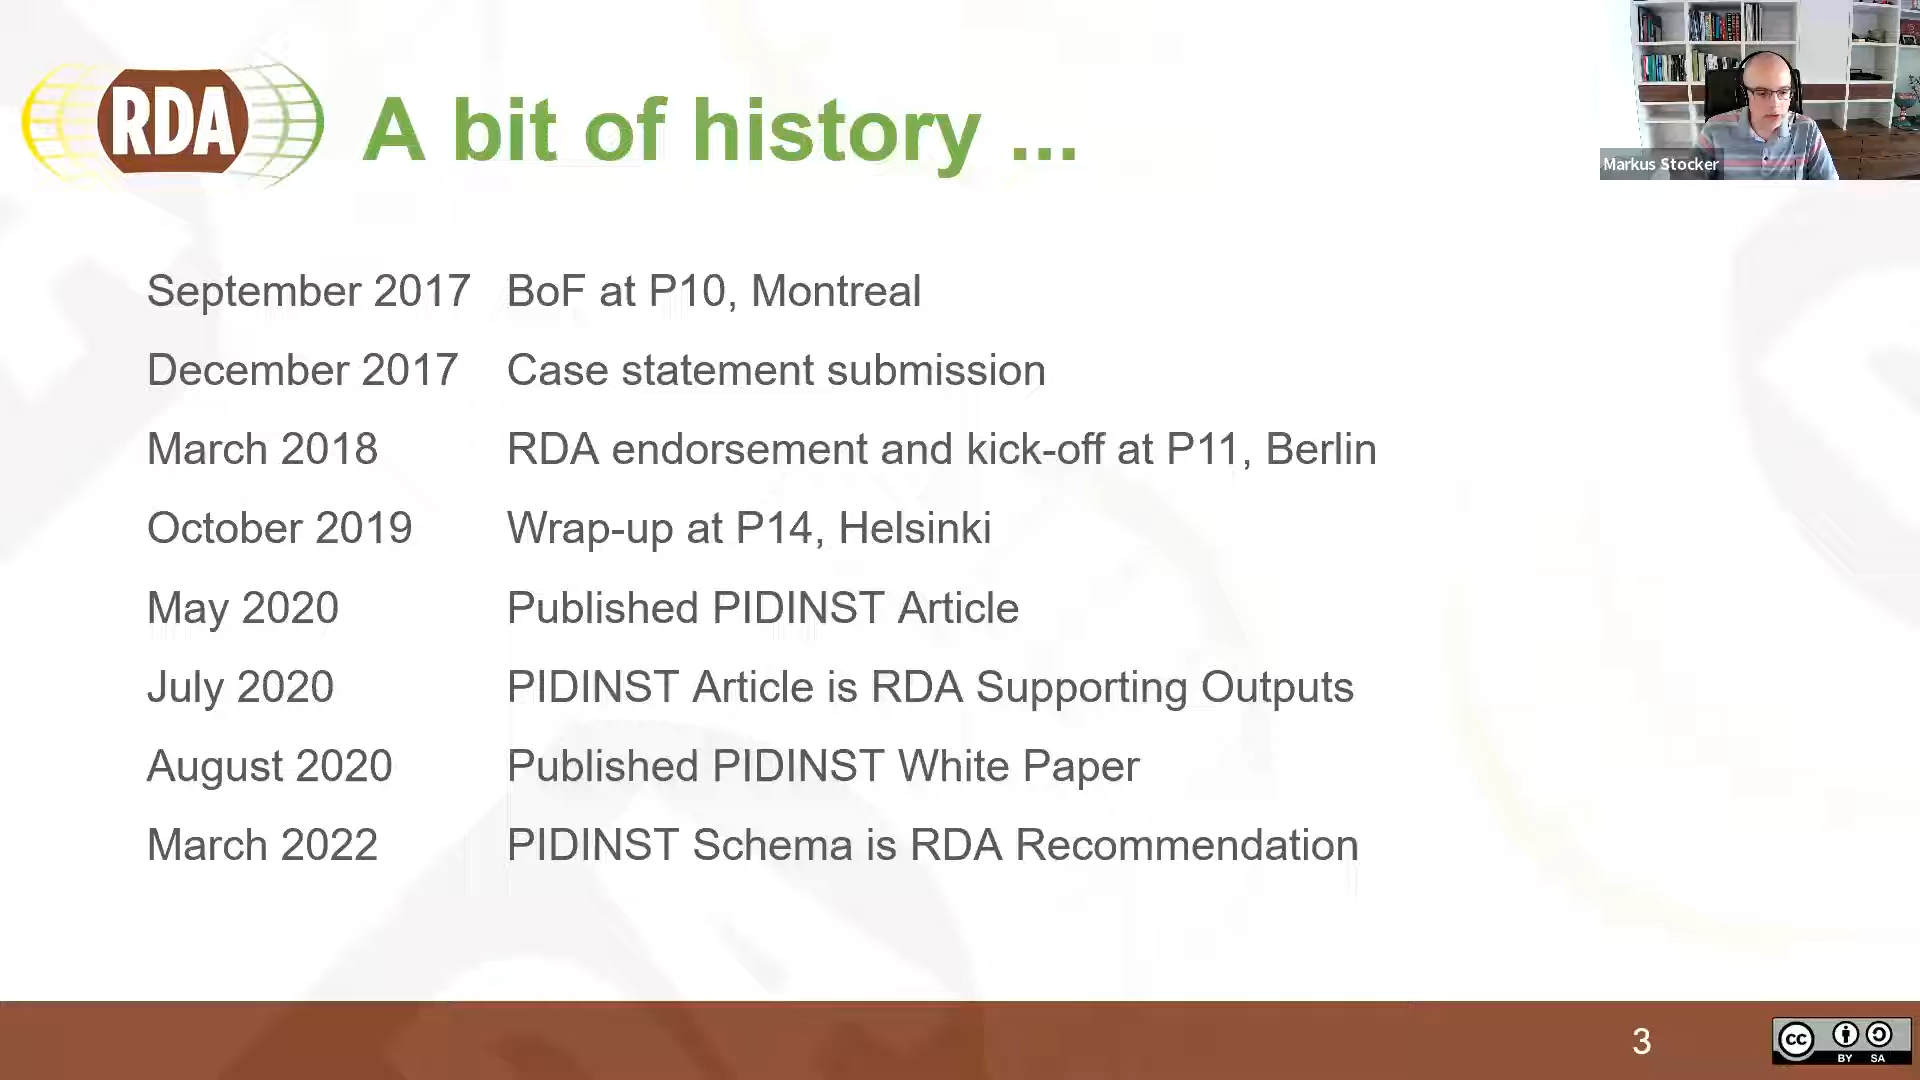 RDA
A bit of history ...
Markus Stocker
September 2017 BoF at P10, Montreal
December 2017 Case statement submission
March 2018 RDA endorsement and kick-off at P11, Berlin
October 2019 Wrap-up at P14, Helsinki
May 2020 Published PIDINST Article
July 2020 PIDINST Article is RDA Supporting Outputs
August 2020 Published PIDINST White Paper
March 2022 PIDINST Schema is RDA Recommendation
3
cc
BY SA